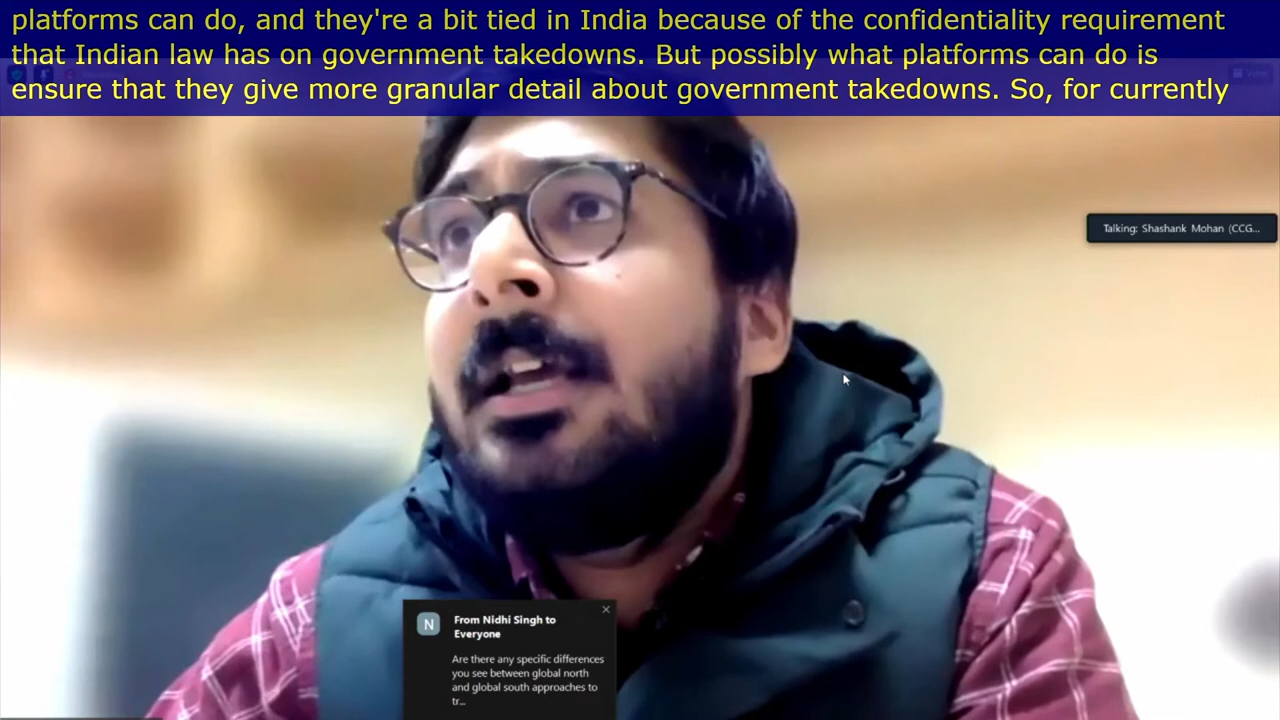 platforms can do, and they're a bit tied in India because of the confidentiality requirement
that Indian law has on government takedowns. But possibly what platforms can do is
ensure that they give more granular detail about government takedowns. So, for currently
View
Talking: Shashank Mohan (CCG...
N
From Nidhi Singh to
Everyone
Are there any specific differences
you see between global north
and global south approaches to
tr...